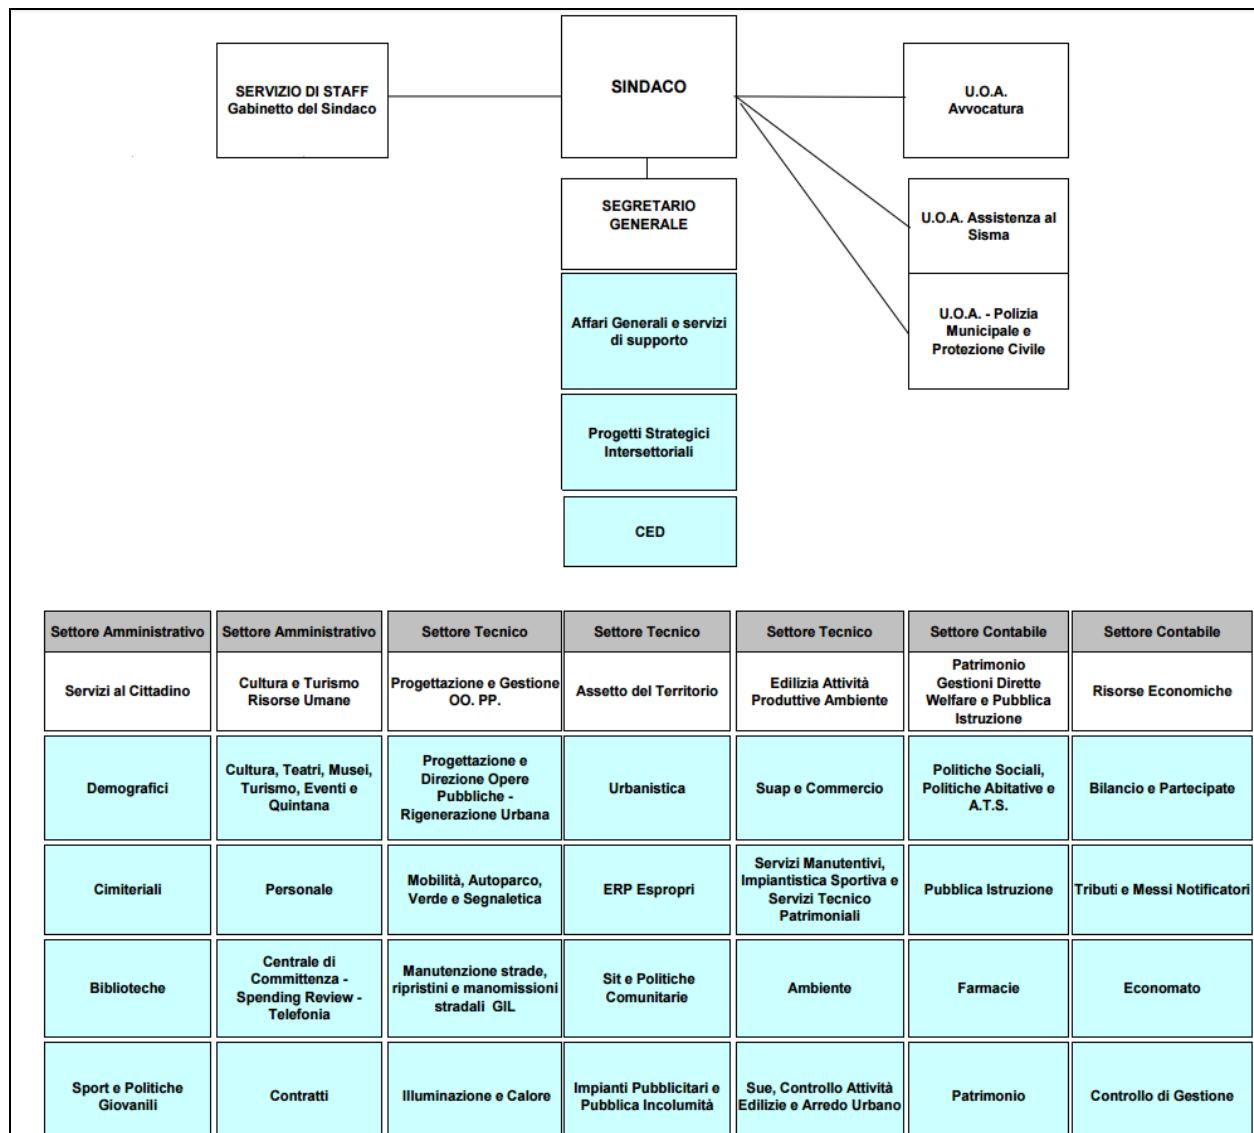 SERVIZIO DI STAFF
Gabinetto del Sindaco
SINDACO
U.O.A.
Avvocatura
SEGRETARIO
GENERALE
U.O.A. Assistenza al
Sisma
Affari Generali e servizi
di supporto
U.O.A. - Polizia
Municipale e
Protezione Civile
Progetti Strategici
Intersettoriali
CED
Settore Amministrativo
Settore Amministrativo
Settore Tecnico
Settore Tecnico
Settore Tecnico
Settore Contabile
Settore Contabile
Servizi al Cittadino
Cultura e Turismo
Risorse Umane
Progettazione e Gestione
OO. PP.
Assetto del Territorio
Edilizia Attività
Produttive Ambiente
Patrimonio
Gestioni Dirette
Welfare e Pubblica
Istruzione
Risorse Economiche
Demografici
Cultura, Teatri, Musei,
Turismo, Eventi e
Quintana
Progettazione e
Direzione Opere
Pubbliche -
Rigenerazione Urbana
Urbanistica
Suap e Commercio
Politiche Sociali,
Politiche Abitative e
A.T.S.
Bilancio e Partecipate
Cimiteriali
Personale
Mobilità, Autoparco,
Verde e Segnaletica
ERP Espropri
Servizi Manutentivi,
Impiantistica Sportiva e
Servizi Tecnico
Patrimoniali
Pubblica Istruzione
Tributi e Messi Notificatori
Biblioteche
Centrale di
Committenza -
Spending Review -
Telefonia
Manutenzione strade,
ripristini e manomissioni
stradali GIL
Sit e Politiche
Comunitarie
Ambiente
Farmacie
Economato
Sport e Politiche
Giovanili
Contratti
Illuminazione e Calore
Impianti Pubblicitari e
Pubblica Incolumità
Sue, Controllo Attività
Edilizie e Arredo Urbano
Patrimonio
Controllo di Gestione